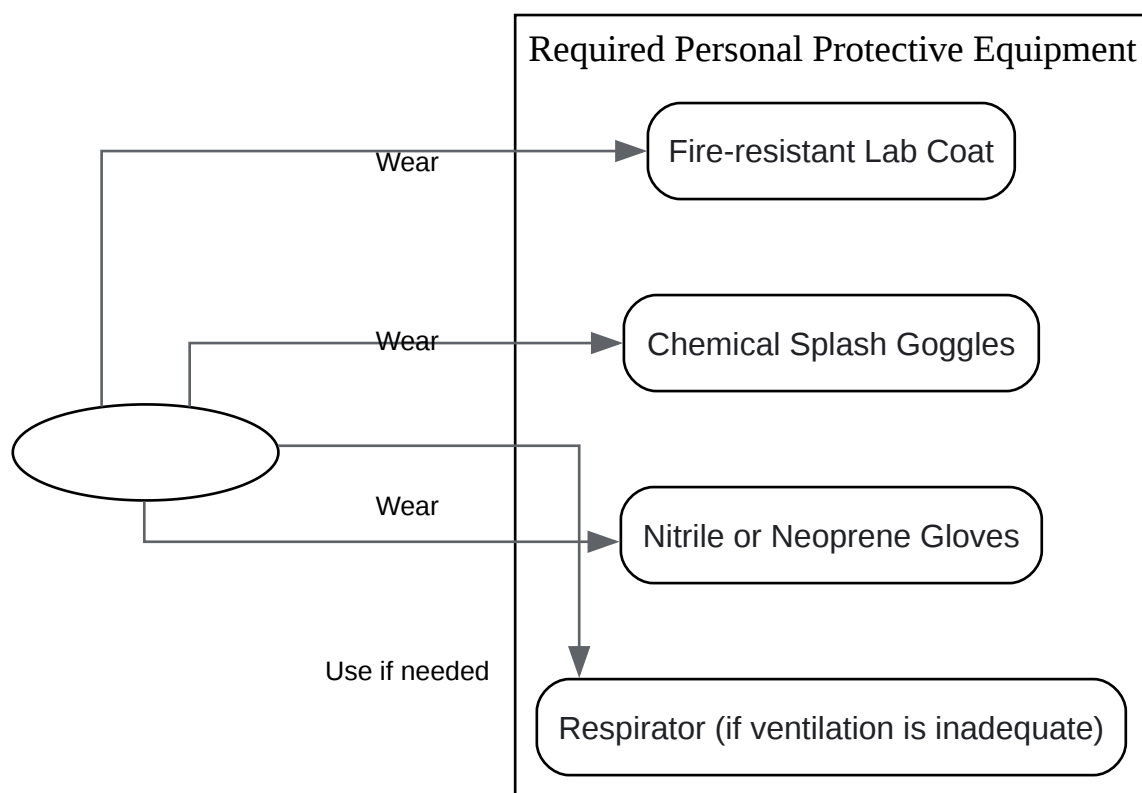 Required Personal Protective Equipment
Wear
Fire-resistant Lab Coat
Wear
Chemical Splash Goggles
Wear
Nitrile or Neoprene Gloves
Use if needed
Respirator (if ventilation is inadequate)